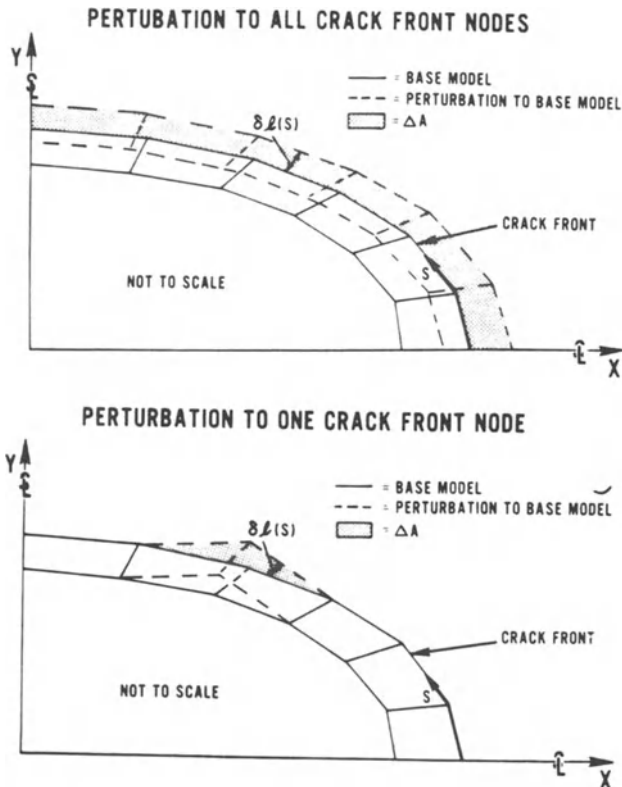 PERTUBATION TO ALL CRACK FRONT NODES
Y
℄
—— = BASE MODEL
--- = PERTURBATION TO BASE MODEL
= ΔA
δℓ(S)
CRACK FRONT
S
NOT TO SCALE
℄
X
PERTURBATION TO ONE CRACK FRONT NODE
Y
℄
—— = BASE MODEL
--- = PERTURBATION TO BASE MODEL
= ΔA
δℓ(S)
CRACK FRONT
S
NOT TO SCALE
℄
X